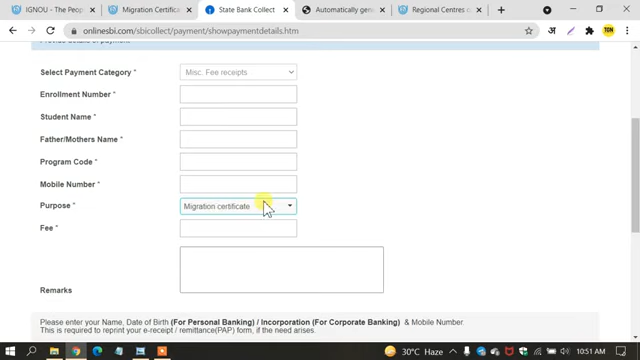 IGNOU - The Peop
Migration Certifica
State Bank Collect
Automatically gene
Regional Centres c
onlinesbi.com/sbicollect/payment/showpaymentdetails.htm
Select Payment Category * Misc. Fee receipts
Enrollment Number *
Student Name *
Father/Mothers Name *
Program Code *
Mobile Number *
Purpose * Migration certificate
Fee *
Remarks
Please enter your Name, Date of Birth (For Personal Banking) / Incorporation (For Corporate Banking) & Mobile Number.
This is required to reprint your e-receipt / remittance(PAP) form, if the need arises.
30°C Haze
ENG
10:51 AM